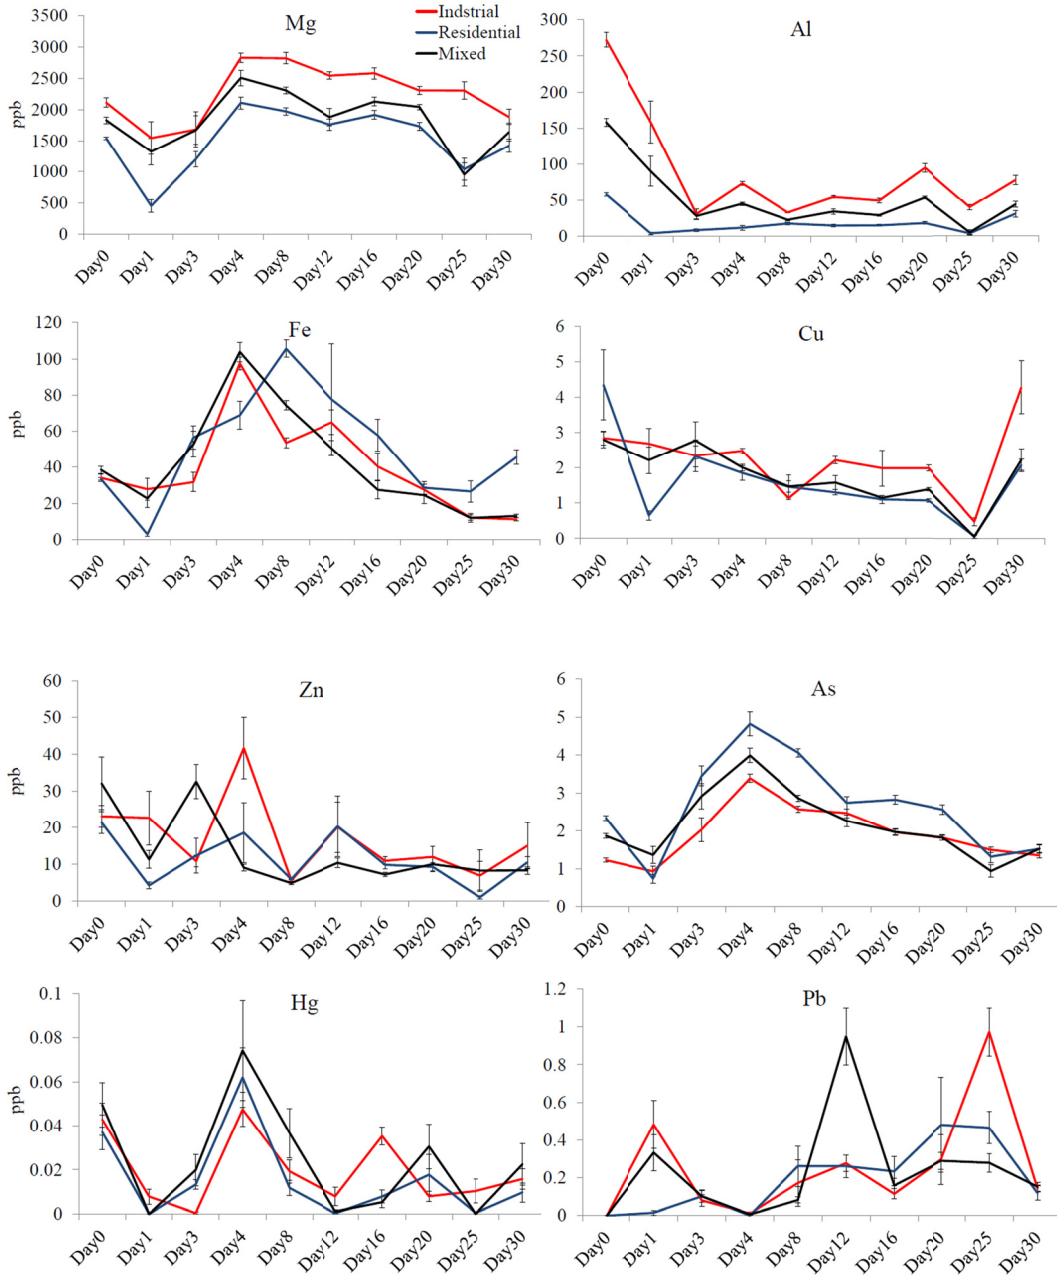 Mg
Indstrial
Residential
Mixed
3500
3000
2500
2000
1500
1000
500
0
ppb
Day0 Day1 Day3 Day4 Day8 Day12 Day16 Day20 Day25 Day30
Al
300
250
200
150
100
50
0
Day0 Day1 Day3 Day4 Day8 Day12 Day16 Day20 Day25 Day30
Fe
120
100
80
60
40
20
0
ppb
Day0 Day1 Day3 Day4 Day8 Day12 Day16 Day20 Day25 Day30
Cu
6
5
4
3
2
1
0
Day0 Day1 Day3 Day4 Day8 Day12 Day16 Day20 Day25 Day30
Zn
60
50
40
30
20
10
0
ppb
Day0 Day1 Day3 Day4 Day8 Day12 Day16 Day20 Day25 Day30
As
6
5
4
3
2
1
0
Day0 Day1 Day3 Day4 Day8 Day12 Day16 Day20 Day25 Day30
Hg
0.1
0.08
0.06
0.04
0.02
0
ppb
Day0 Day1 Day3 Day4 Day8 Day12 Day16 Day20 Day25 Day30
Pb
1.2
1
0.8
0.6
0.4
0.2
0
Day0 Day1 Day3 Day4 Day8 Day12 Day16 Day20 Day25 Day30